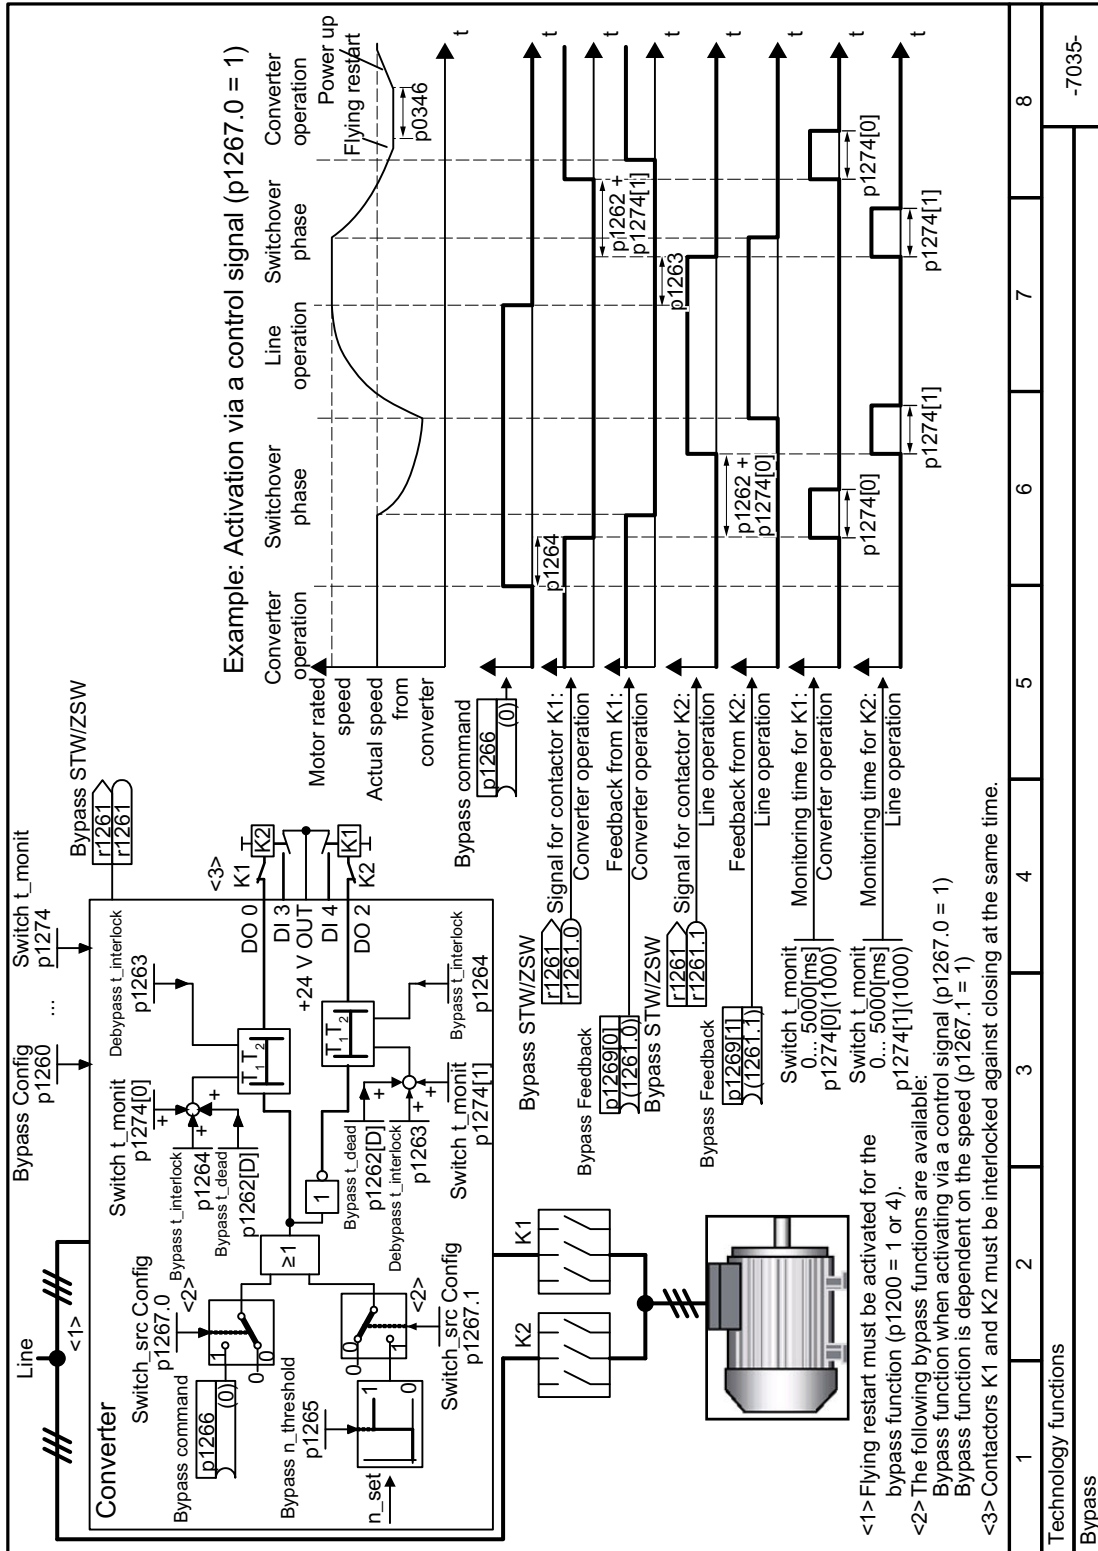 Line
<1>
Bypass Config
p1260
...
Switch t_monit
p1274
Bypass STW/ZSW
r1261
r1261
Converter
Switch_src Config
p1267.0
<2>
Bypass command
p1266
(0)
1
0
0
Bypass n_threshold
p1265
n_set
1
0
0
0
1
<2>
Switch_src Config
p1267.1
≥1
1
Switch t_monit
p1274[0]
+
+
+
Bypass t_interlock
p1264
Bypass t_dead
p1262[D]
Debypass t_interlock
p1263
T1 T2
T1 T2
Bypass t_dead
p1262[D]
Debypass t_interlock
p1263
+
+
+
Switch t_monit
p1274[1]
Bypass t_interlock
p1264
DO 0
DI 3
+24 V OUT
DI 4
DO 2
<3>
K1
K2
K1
K2
K2
K1
Example: Activation via a control signal (p1267.0 = 1)
Converter operation
Switchover phase
Line operation
Switchover phase
Converter operation
Motor rated speed
Actual speed from converter
Flying restart
Power up
p0346
t
Bypass command
p1266
(0)
t
p1264
Bypass STW/ZSW
r1261
r1261.0
Signal for contactor K1:
Converter operation
t
p1262 +
p1274[1]
Bypass Feedback
p1269[0]
(1261.0)
Feedback from K1:
Converter operation
t
p1263
Bypass STW/ZSW
r1261
r1261.1
Signal for contactor K2:
Line operation
t
p1262 +
p1274[0]
Bypass Feedback
p1269[1]
(1261.1)
Feedback from K2:
Line operation
t
Switch t_monit
0... 5000[ms]
p1274[0](1000)
Monitoring time for K1:
Converter operation
t
p1274[0]
p1274[0]
Switch t_monit
0... 5000[ms]
p1274[1](1000)
Monitoring time for K2:
Line operation
t
p1274[1]
p1274[1]
<1> Flying restart must be activated for the
bypass function (p1200 = 1 or 4).
<2> The following bypass functions are available:
Bypass function when activating via a control signal (p1267.0 = 1)
Bypass function is dependent on the speed (p1267.1 = 1)
<3> Contactors K1 and K2 must be interlocked against closing at the same time.
1
2
3
4
5
6
7
8
Technology functions
Bypass
-7035-